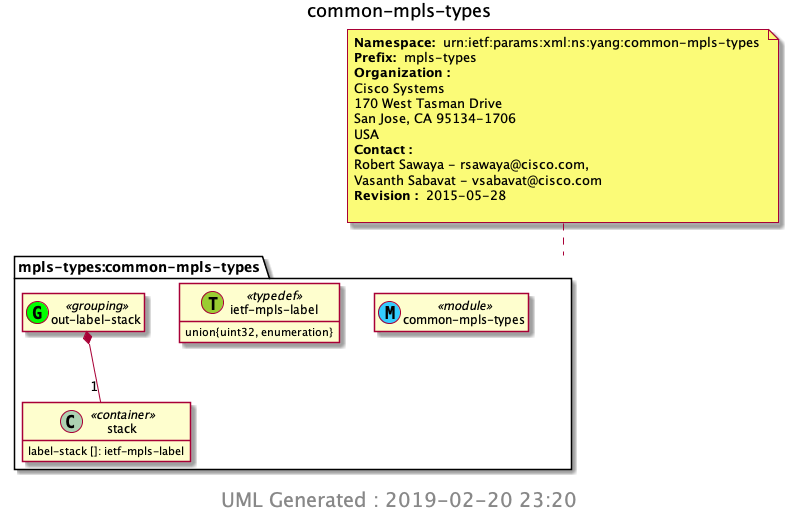 common-mpls-types
Namespace: urn:ietf:params:xml:ns:yang:common-mpls-types
Prefix: mpls-types
Organization :
Cisco Systems
170 West Tasman Drive
San Jose, CA 95134-1706
USA
Contact :
Robert Sawaya - rsawaya@cisco.com,
Vasanth Sabavat - vsabavat@cisco.com
Revision : 2015-05-28
mpls-types:common-mpls-types
G
«grouping»
out-label-stack
T
«typedef»
ietf-mpls-label
union{uint32, enumeration}
M
«module»
common-mpls-types
1
C
«container»
stack
label-stack []: ietf-mpls-label
UML Generated : 2019-02-20 23:20